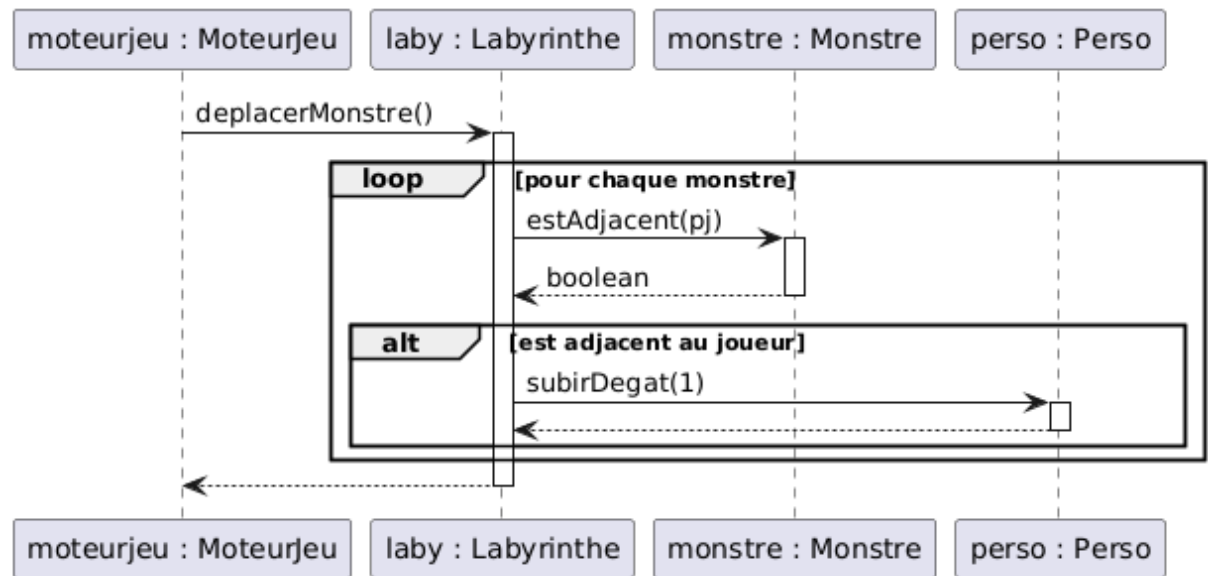 moteurjeu : MoteurJeu
laby : Labyrinthe
monstre : Monstre
perso : Perso
deplacerMonstre()
loop
[pour chaque monstre]
estAdjacent(pj)
boolean
alt
[est adjacent au joueur]
subirDegat(1)
moteurjeu : MoteurJeu
laby : Labyrinthe
monstre : Monstre
perso : Perso